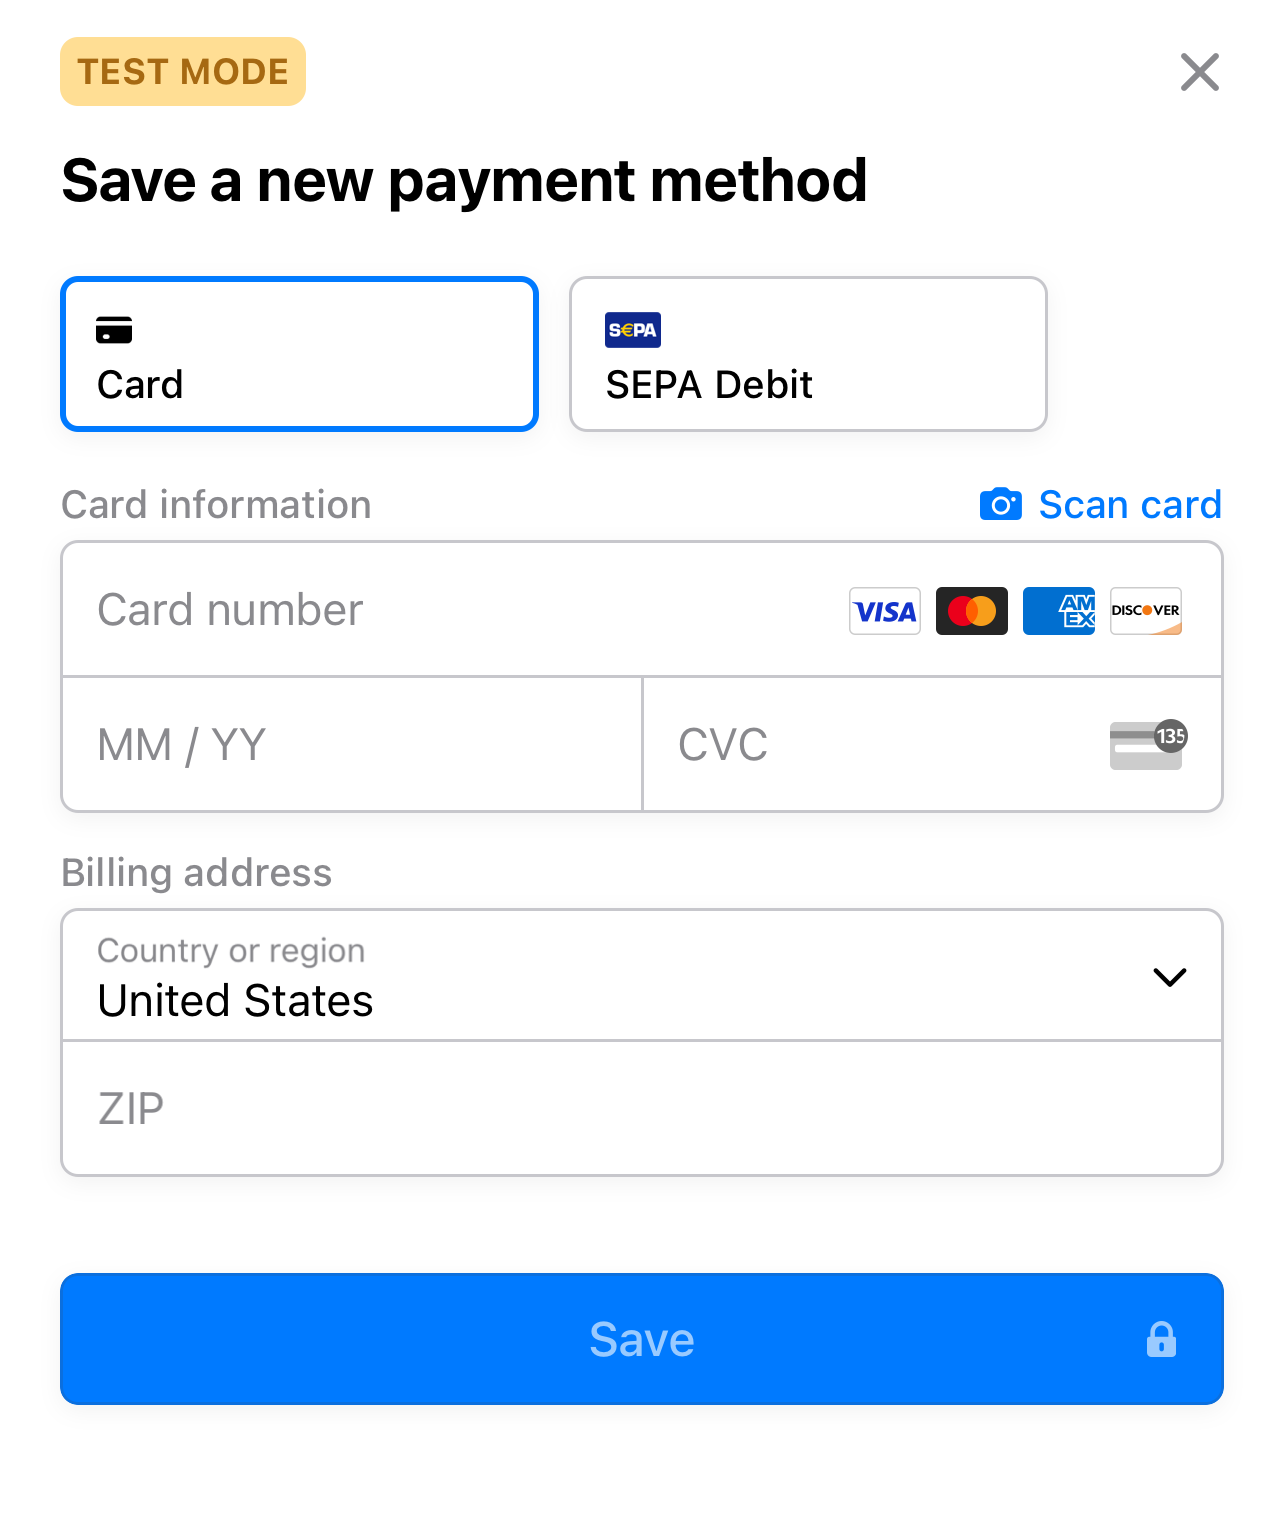 TEST MODE
Save a new payment method
S€PA
Card
SEPA Debit
Card information
Scan card
Card number
VISA
AM
EX
DISCOVER
MM / YY
CVC
135
Billing address
Country or region
United States
ZIP
Save